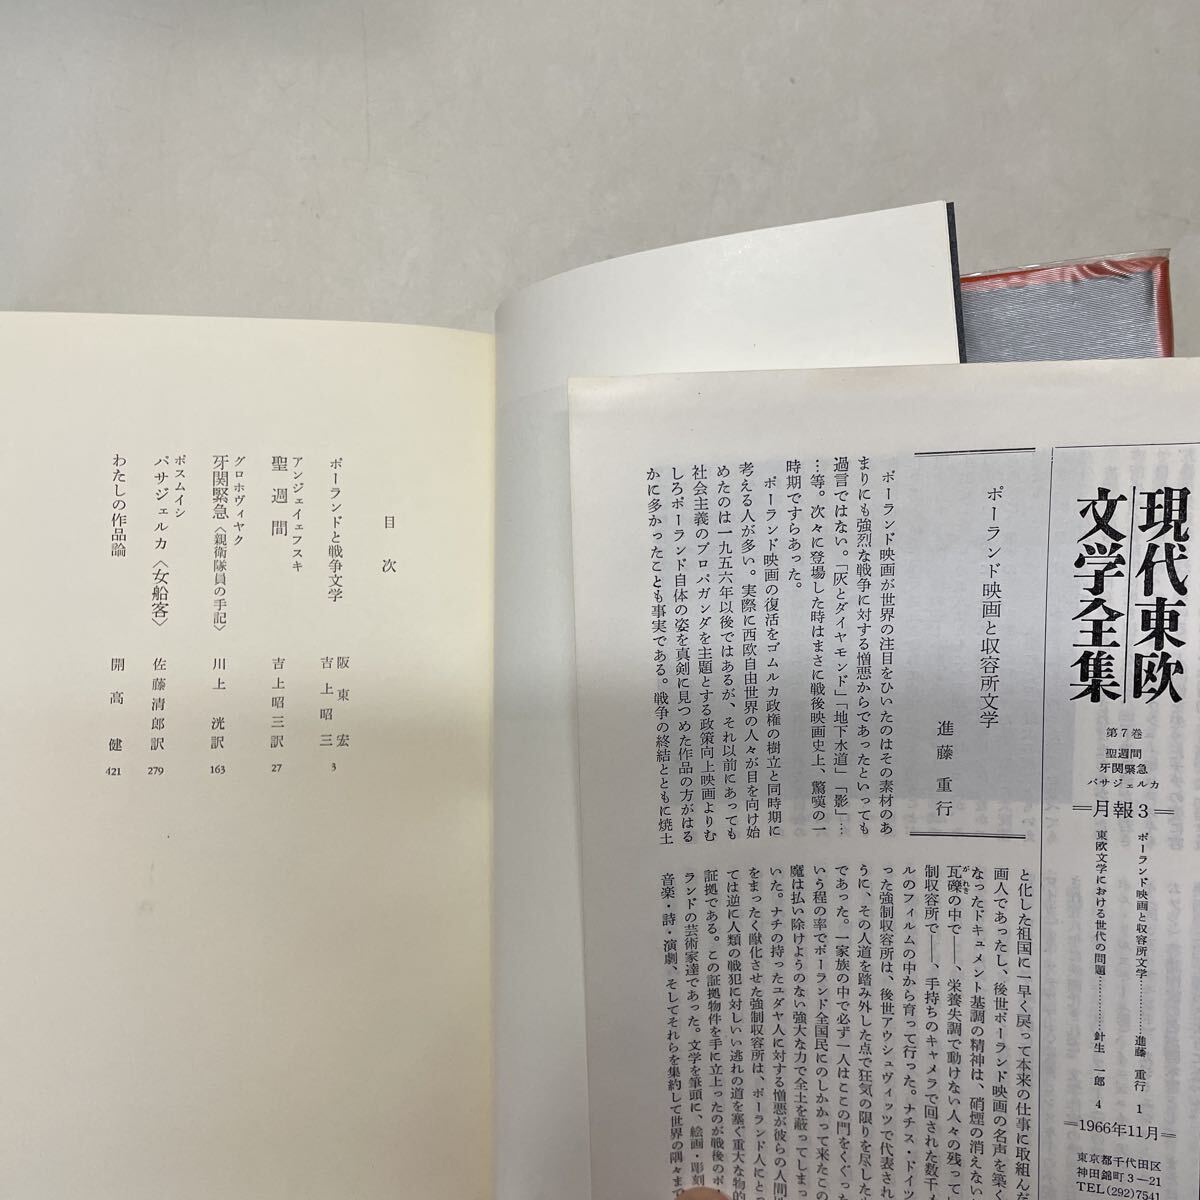 現代東欧
文学全集
第7巻
聖週間
牙関緊急
パサジェルカ
＝月報3＝
ポーランド映画と収容所文学…………進藤 重行 1
東欧文学における世代の問題…………針生 一郎 4
＝1966年11月＝
東京都千代田区
神田錦町3－21
TEL(292)7541
ポーランド映画と収容所文学
進藤 重行
ポーランド映画が世界の注目をひいたのはその素材のあ
まりにも強烈な戦争に対する憎悪からであったといっても
過言ではない。「灰とダイヤモンド」「地下水道」「影」…
…等。次々に登場した時はまさに戦後映画史上、驚嘆の一
時期ですらあった。
ポーランド映画の復活をゴムルカ政権の樹立と同時期に
考える人が多い。実際に西欧自由世界の人々が目を向け始
めたのは一九五六年以後ではあるが、それ以前にあっても
社会主義のプロパガンダを主題とする政策向上映画よりむ
しろポーランド自体の姿を真剣に見つめた作品の方がはる
かに多かったことも事実である。戦争の終結とともに焼土
と化した祖国に一早く戻って本来の仕事に取組んだ
画人であったし、後世ポーランド映画の名声を築く
なったドキュメント基調の精神は、硝煙の消えない
瓦礫の中で――、栄養失調で動けない人々の残って
がれき
制収容所で――、手持ちのキャメラで回された数千
ルのフィルムの中から育って行った。ナチス・ドイツ
った強制収容所は、後世アウシュヴィッツで代表され
うに、その人道を踏み外した点で狂気の限りを尽した
であった。一家族の中で必ず一人はここの門をくぐった
いう程の率でポーランド全国民にのしかかって来たこの
魔は払い除けようのない強大な力で全土を蔽ってしまっ
いた。ナチの持ったユダヤ人に対する憎悪が彼らの人間
をまったく獣化させた強制収容所は、ポーランド人にと
ては逆に人類の戦犯に対しいい逃れの道を塞ぐ重大な物的
証拠である。この証拠物件を手に立上ったのが戦後のポ
ランドの芸術家達であった。文学を筆頭に、絵画・彫刻
音楽・詩・演劇、そしてそれらを集約して世界の隅々まで
目次
ポーランドと戦争文学 阪東宏 吉上昭三 3
アンジェイェフスキ
聖週間 吉上昭三訳 27
グロホヴィヤク
牙関緊急〈親衛隊員の手記〉 川上洸訳 163
ポスムイシ
パサジェルカ〈女船客〉 佐藤清郎訳 279
わたしの作品論 開高健 421